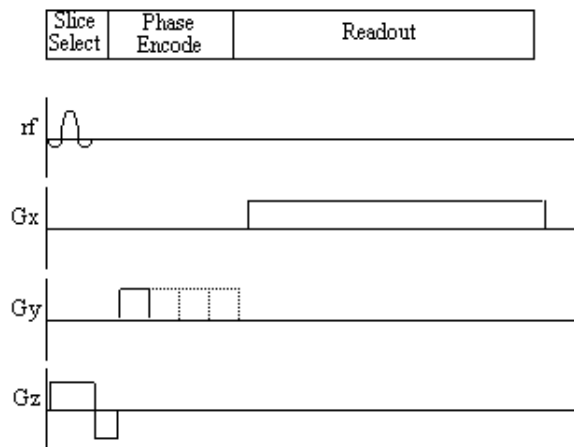 Slice
Select
Phase
Encode
Readout
rf
Gx
Gy
Gz